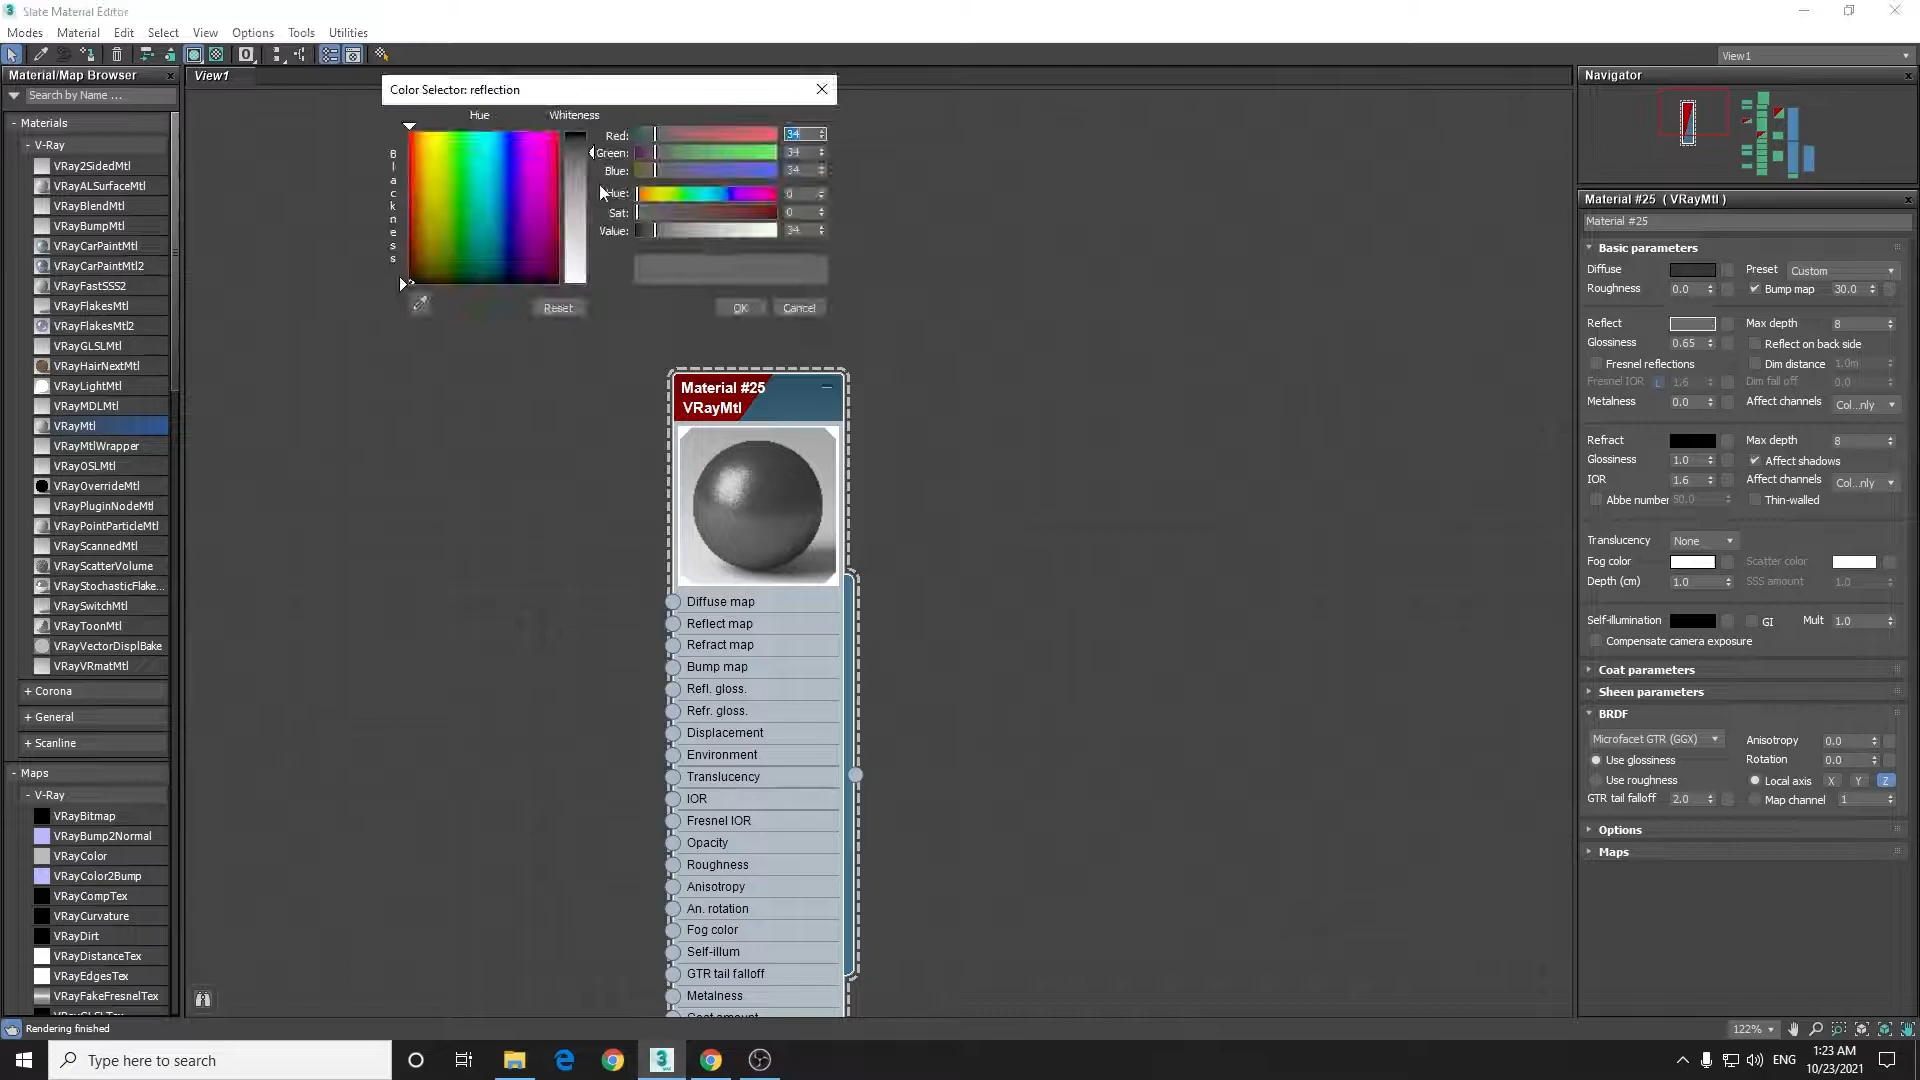 Slate Material Editor
Modes Material Edit Select View Options Tools Utilities
View1
Material/Map Browser
View1
Navigator
Search by Name ...
Color Selector: reflection
Hue
Whiteness
Blackness
Red: 34
Green: 34
Blue: 34
Hue: 0
Sat: 0
Value: 34
Reset
OK
Cancel
- Materials
- V-Ray
VRay2SidedMtl
VRayALSurfaceMtl
VRayBlendMtl
VRayBumpMtl
VRayCarPaintMtl
VRayCarPaintMtl2
VRayFastSSS2
VRayFlakesMtl
VRayFlakesMtl2
VRayGLSLMtl
VRayHairNextMtl
VRayLightMtl
VRayMDLMtl
VRayMtl
VRayMtlWrapper
VRayOSLMtl
VRayOverrideMtl
VRayPluginNodeMtl
VRayPointParticleMtl
VRayScannedMtl
VRayScatterVolume
VRayStochasticFlake...
VRaySwitchMtl
VRayToonMtl
VRayVectorDisplBake
VRayVRmatMtl
+ Corona
+ General
+ Scanline
- Maps
- V-Ray
VRayBitmap
VRayBump2Normal
VRayColor
VRayColor2Bump
VRayCompTex
VRayCurvature
VRayDirt
VRayDistanceTex
VRayEdgesTex
VRayFakeFresnelTex
Material #25
VRayMtl
Diffuse map
Reflect map
Refract map
Bump map
Refl. gloss.
Refr. gloss.
Displacement
Environment
Translucency
IOR
Fresnel IOR
Opacity
Roughness
Anisotropy
An. rotation
Fog color
Self-illum
GTR tail falloff
Metalness
Coat amount
Material #25 ( VRayMtl )
Material #25
Basic parameters
Diffuse Preset Custom
Roughness 0.0 Bump map 30.0
Reflect Max depth 8
Glossiness 0.65 Reflect on back side
Fresnel reflections Dim distance 1.0m
Fresnel IOR L 1.6 Dim fall off 0.0
Metalness 0.0 Affect channels Col...nly
Refract Max depth 8
Glossiness 1.0 Affect shadows
IOR 1.6 Affect channels Col...nly
Abbe number 50.0 Thin-walled
Translucency None
Fog color Scatter color
Depth (cm) 1.0 SSS amount 1.0
Self-illumination GI Mult 1.0
Compensate camera exposure
Coat parameters
Sheen parameters
BRDF
Microfacet GTR (GGX) Anisotropy 0.0
Use glossiness Rotation 0.0
Use roughness Local axis X Y Z
GTR tail falloff 2.0 Map channel 1
Options
Maps
Rendering finished
122%
Type here to search
ENG
1:23 AM
10/23/2021